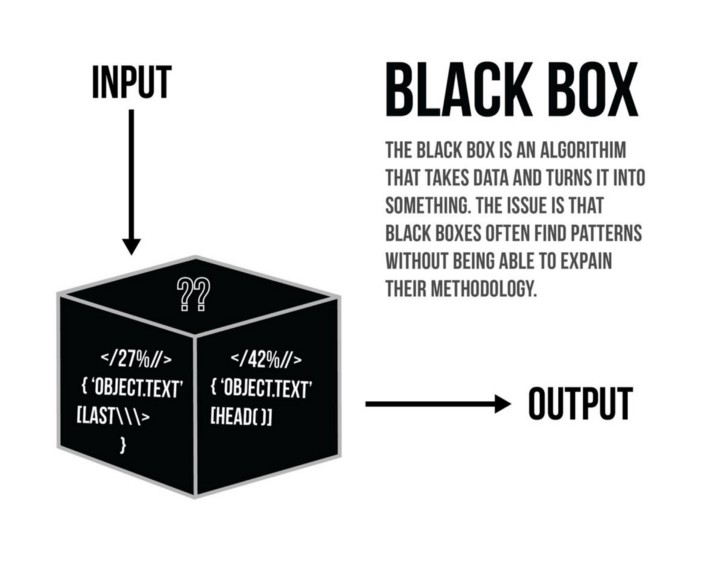 INPUT
BLACK BOX
THE BLACK BOX IS AN ALGORITHIM
THAT TAKES DATA AND TURNS IT INTO
SOMETHING. THE ISSUE IS THAT
BLACK BOXES OFTEN FIND PATTERNS
WITHOUT BEING ABLE TO EXPAIN
THEIR METHODOLOGY.
??
</27%//>
{ 'OBJECT.TEXT'
[LAST\\\>
}
</42%//>
{ 'OBJECT.TEXT'
[HEAD( )]
OUTPUT